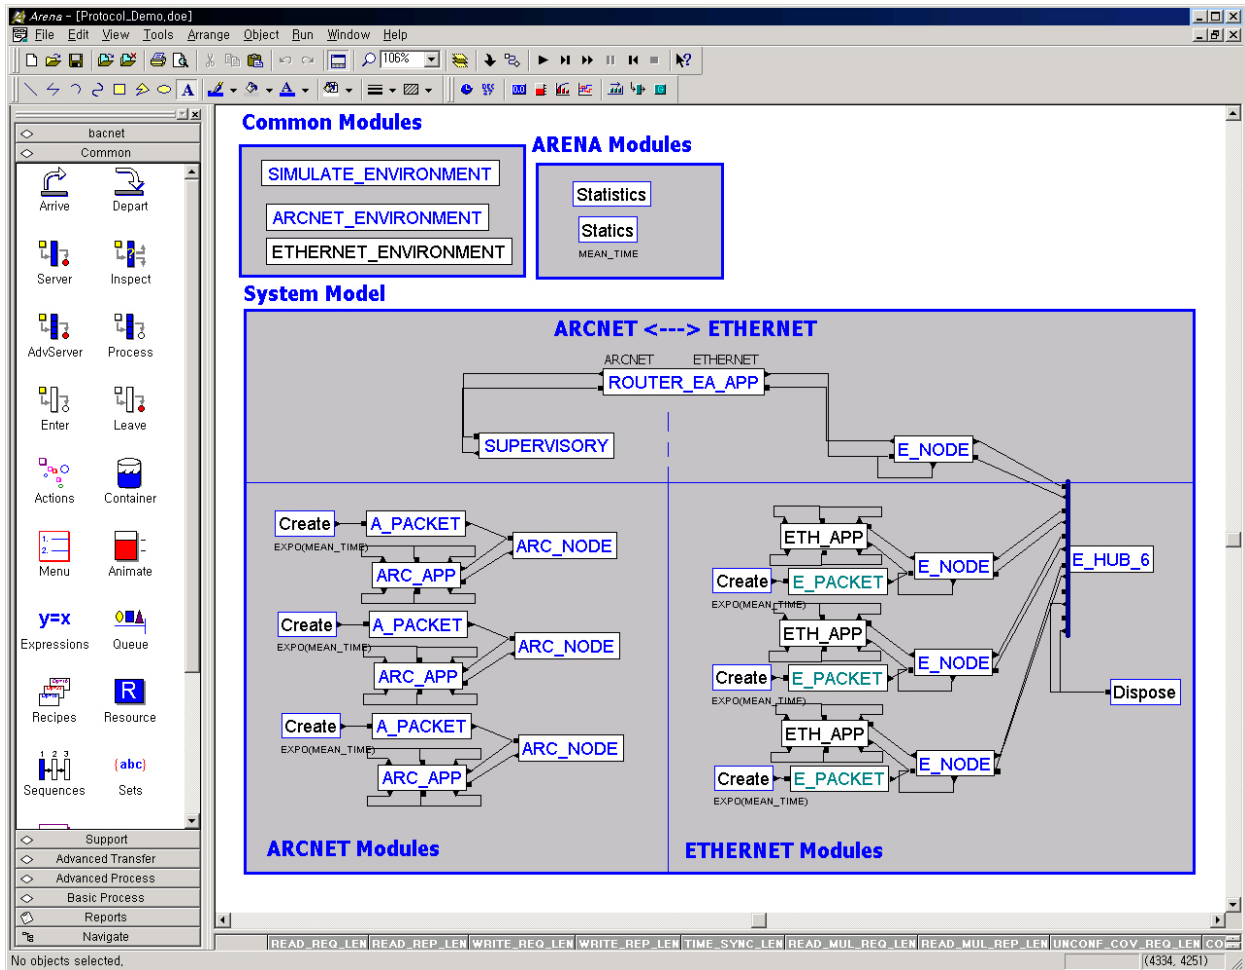 Arena - [Protocol_Demo.doe]
File Edit View Tools Arrange Object Run Window Help
106%
bacnet
Common
Arrive Depart
Server Inspect
AdvServer Process
Enter Leave
Actions Container
1. 2.
Menu Animate
y=x
Expressions Queue
R
Recipes Resource
1 2 3
{abc}
Sequences Sets
Support
Advanced Transfer
Advanced Process
Basic Process
Reports
Navigate
Common Modules
SIMULATE_ENVIRONMENT
ARCNET_ENVIRONMENT
ETHERNET_ENVIRONMENT
ARENA Modules
Statistics
Statics
MEAN_TIME
System Model
ARCNET <---> ETHERNET
ARCNET ETHERNET
ROUTER_EA_APP
SUPERVISORY
E_NODE
Create A_PACKET
EXPO(MEAN_TIME)
ARC_NODE
ARC_APP
Create A_PACKET
EXPO(MEAN_TIME)
ARC_NODE
ARC_APP
Create A_PACKET
EXPO(MEAN_TIME)
ARC_NODE
ARC_APP
ARCNET Modules
ETH_APP
E_NODE
Create E_PACKET
EXPO(MEAN_TIME)
ETH_APP
E_NODE
Create E_PACKET
EXPO(MEAN_TIME)
ETH_APP
E_NODE
Create E_PACKET
EXPO(MEAN_TIME)
E_HUB_6
Dispose
ETHERNET Modules
READ_REQ_LEN READ_REP_LEN WRITE_REQ_LEN WRITE_REP_LEN TIME_SYNC_LEN READ_MUL_REQ_LEN READ_MUL_REP_LEN UNCONF_COV_REQ_LEN CO
No objects selected.
(4334, 4251)